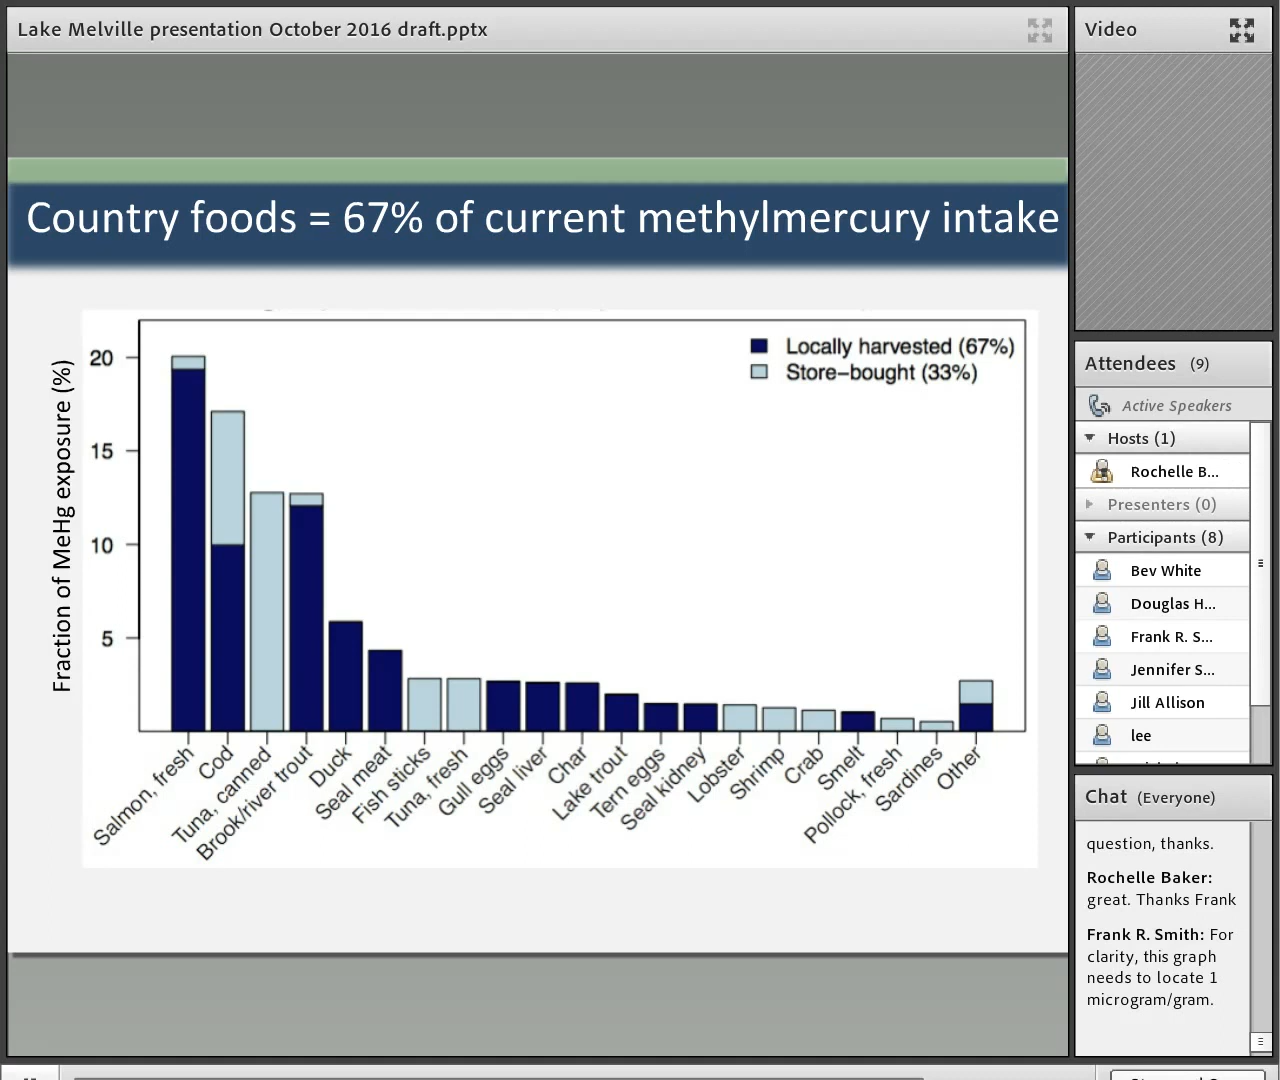 Lake Melville presentation October 2016 draft.pptx
Country foods = 67% of current methylmercury intake
Fraction of MeHg exposure (%)
20
15
10
5
Locally harvested (67%)
Store–bought (33%)
Salmon, fresh
Cod
Tuna, canned
Brook/river trout
Duck
Seal meat
Fish sticks
Tuna, fresh
Gull eggs
Seal liver
Char
Lake trout
Tern eggs
Seal kidney
Lobster
Shrimp
Crab
Smelt
Pollock, fresh
Sardines
Other
Video
Attendees (9)
Active Speakers
Hosts (1)
Rochelle B...
Presenters (0)
Participants (8)
Bev White
Douglas H...
Frank R. S...
Jennifer S...
Jill Allison
lee
Chat (Everyone)
question, thanks.
Rochelle Baker:
great. Thanks Frank
Frank R. Smith: For
clarity, this graph
needs to locate 1
microgram/gram.